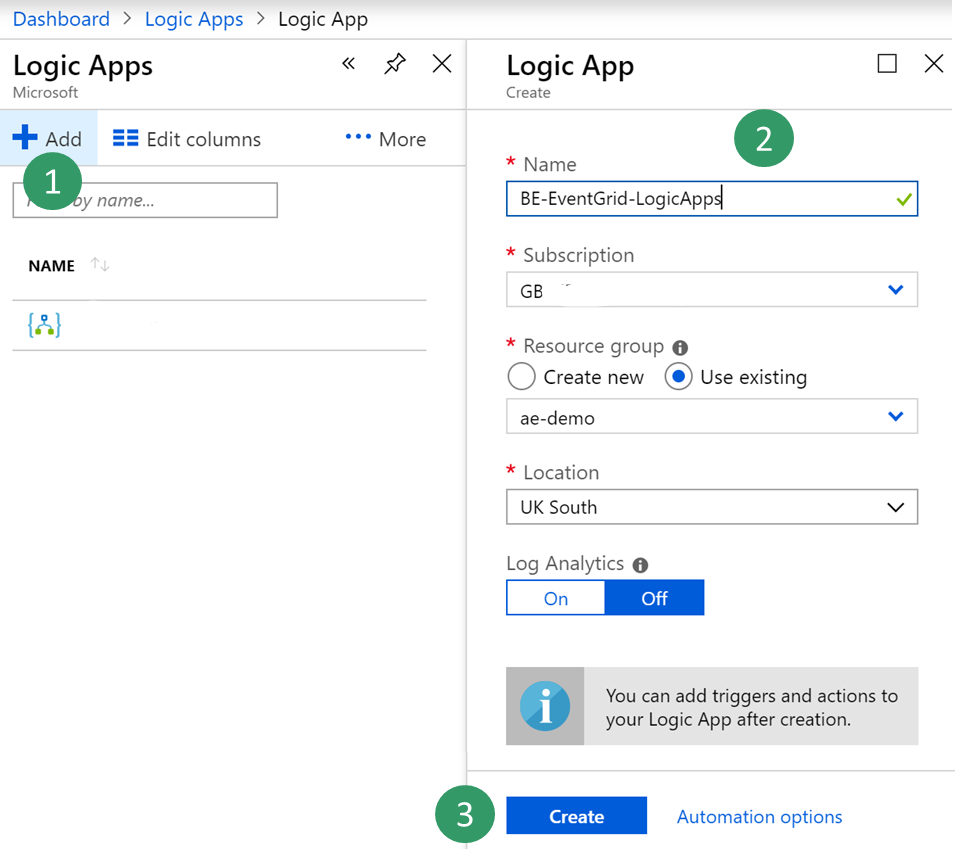 Dashboard > Logic Apps > Logic App
Logic Apps
Microsoft
Add
Edit columns
More
1
by name...
NAME
Logic App
Create
2
* Name
BE-EventGrid-LogicApps
* Subscription
GB
* Resource group
Create new
Use existing
ae-demo
* Location
UK South
Log Analytics
On
Off
You can add triggers and actions to
your Logic App after creation.
3
Create
Automation options